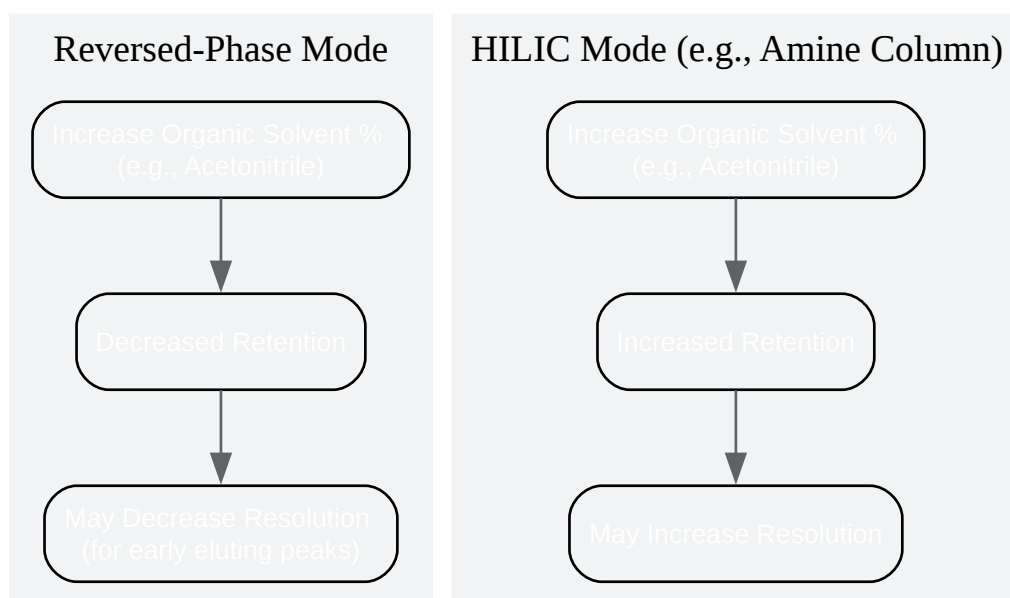 Reversed-Phase Mode
Increase Organic Solvent %
(e.g., Acetonitrile)
Decreased Retention
May Decrease Resolution
(for early eluting peaks)
HILIC Mode (e.g., Amine Column)
Increase Organic Solvent %
(e.g., Acetonitrile)
Increased Retention
May Increase Resolution